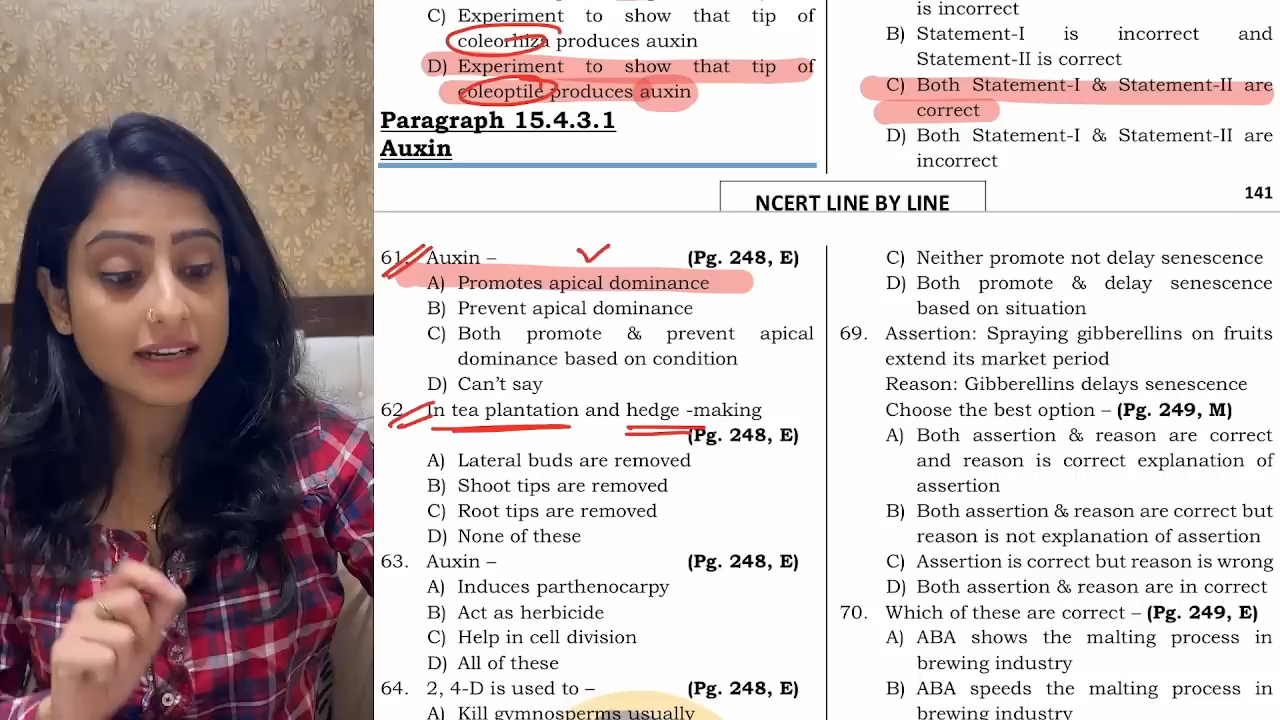 C) Experiment to show that tip of
coleorhiza produces auxin
D) Experiment to show that tip of
coleoptile produces auxin
Paragraph 15.4.3.1
Auxin
is incorrect
B) Statement-I is incorrect and
Statement-II is correct
C) Both Statement-I & Statement-II are
correct
D) Both Statement-I & Statement-II are
incorrect
NCERT LINE BY LINE
141
61. Auxin – (Pg. 248, E)
A) Promotes apical dominance
B) Prevent apical dominance
C) Both promote & prevent apical
dominance based on condition
D) Can't say
62. In tea plantation and hedge -making
(Pg. 248, E)
A) Lateral buds are removed
B) Shoot tips are removed
C) Root tips are removed
D) None of these
63. Auxin – (Pg. 248, E)
A) Induces parthenocarpy
B) Act as herbicide
C) Help in cell division
D) All of these
64. 2, 4-D is used to – (Pg. 248, E)
A) Kill gymnosperms usually
C) Neither promote not delay senescence
D) Both promote & delay senescence
based on situation
69. Assertion: Spraying gibberellins on fruits
extend its market period
Reason: Gibberellins delays senescence
Choose the best option – (Pg. 249, M)
A) Both assertion & reason are correct
and reason is correct explanation of
assertion
B) Both assertion & reason are correct but
reason is not explanation of assertion
C) Assertion is correct but reason is wrong
D) Both assertion & reason are in correct
70. Which of these are correct – (Pg. 249, E)
A) ABA shows the malting process in
brewing industry
B) ABA speeds the malting process in
brewing industry